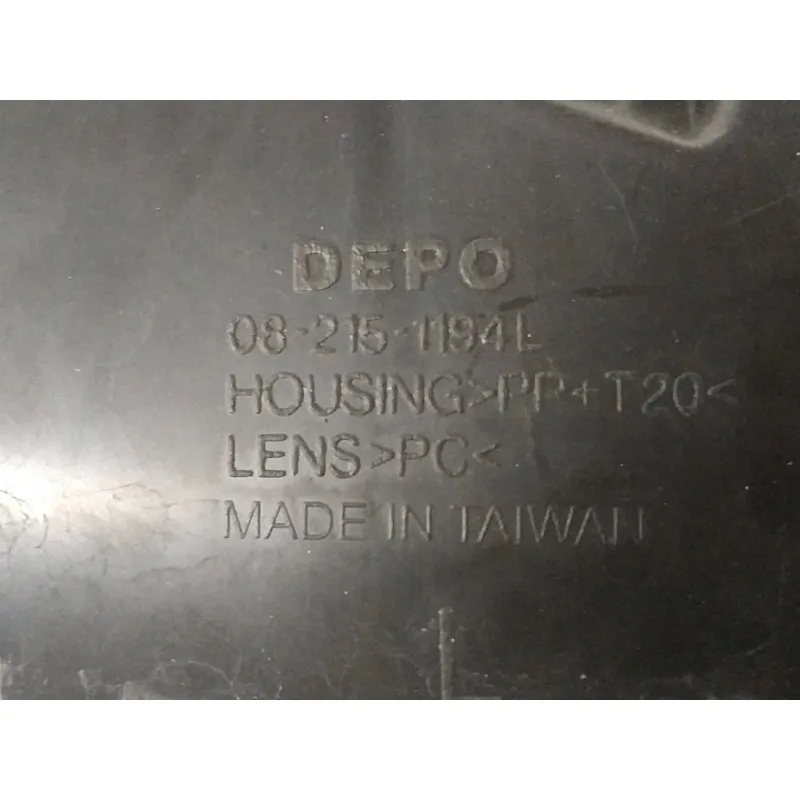 DEPO
08-215-1194L
HOUSING>PP+T20<
LENS>PC<
MADE IN TAIWAN